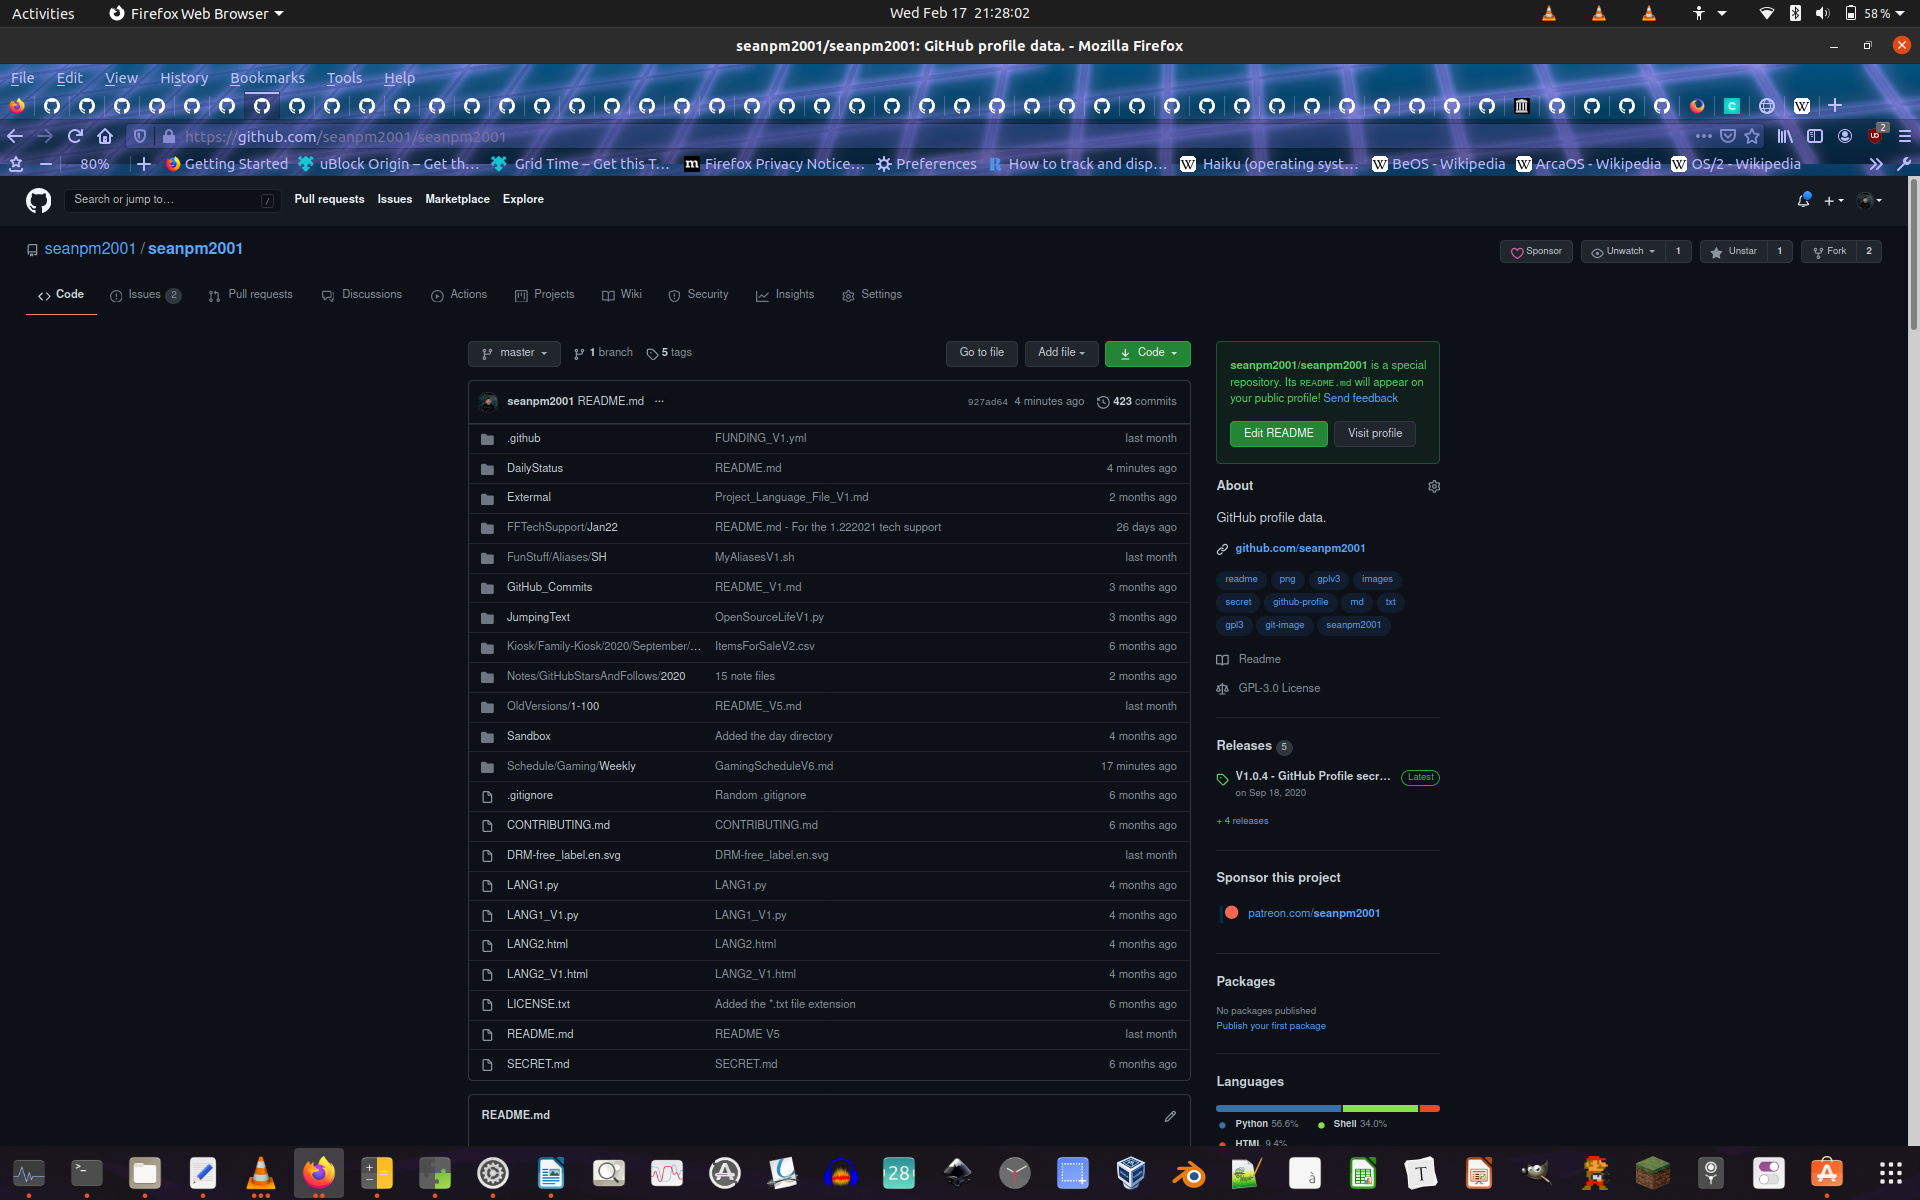 Activities Firefox Web Browser Wed Feb 17 21:28:02 58 %
seanpm2001/seanpm2001: GitHub profile data. - Mozilla Firefox
File Edit View History Bookmarks Tools Help
https://github.com/seanpm2001/seanpm2001 2
80% Getting Started uBlock Origin – Get th… Grid Time – Get this T… Firefox Privacy Notice… Preferences How to track and disp… Haiku (operating syst… BeOS - Wikipedia ArcaOS - Wikipedia OS/2 - Wikipedia
Search or jump to… / Pull requests Issues Marketplace Explore
seanpm2001 / seanpm2001 Sponsor Unwatch 1 Unstar 1 Fork 2
Code Issues 2 Pull requests Discussions Actions Projects Wiki Security Insights Settings
master 1 branch 5 tags Go to file Add file Code
seanpm2001 README.md ··· 927ad64 4 minutes ago 423 commits
.github FUNDING_V1.yml last month
DailyStatus README.md 4 minutes ago
Extermal Project_Language_File_V1.md 2 months ago
FFTechSupport/Jan22 README.md - For the 1.222021 tech support 26 days ago
FunStuff/Aliases/SH MyAliasesV1.sh last month
GitHub_Commits README_V1.md 3 months ago
JumpingText OpenSourceLifeV1.py 3 months ago
Kiosk/Family-Kiosk/2020/September/… ItemsForSaleV2.csv 6 months ago
Notes/GitHubStarsAndFollows/2020 15 note files 2 months ago
OldVersions/1-100 README_V5.md last month
Sandbox Added the day directory 4 months ago
Schedule/Gaming/Weekly GamingScheduleV6.md 17 minutes ago
.gitignore Random .gitignore 6 months ago
CONTRIBUTING.md CONTRIBUTING.md 6 months ago
DRM-free_label.en.svg DRM-free_label.en.svg last month
LANG1.py LANG1.py 4 months ago
LANG1_V1.py LANG1_V1.py 4 months ago
LANG2.html LANG2.html 4 months ago
LANG2_V1.html LANG2_V1.html 4 months ago
LICENSE.txt Added the *.txt file extension 6 months ago
README.md README V5 last month
SECRET.md SECRET.md 6 months ago
README.md
seanpm2001/seanpm2001 is a special
repository. Its README.md will appear on
your public profile! Send feedback
Edit README Visit profile
About
GitHub profile data.
github.com/seanpm2001
readme png gplv3 images
secret github-profile md txt
gpl3 git-image seanpm2001
Readme
GPL-3.0 License
Releases 5
V1.0.4 - GitHub Profile secr… Latest
on Sep 18, 2020
+ 4 releases
Sponsor this project
patreon.com/seanpm2001
Packages
No packages published
Publish your first package
Languages
Python 56.6% Shell 34.0%
HTML 9.4%
28